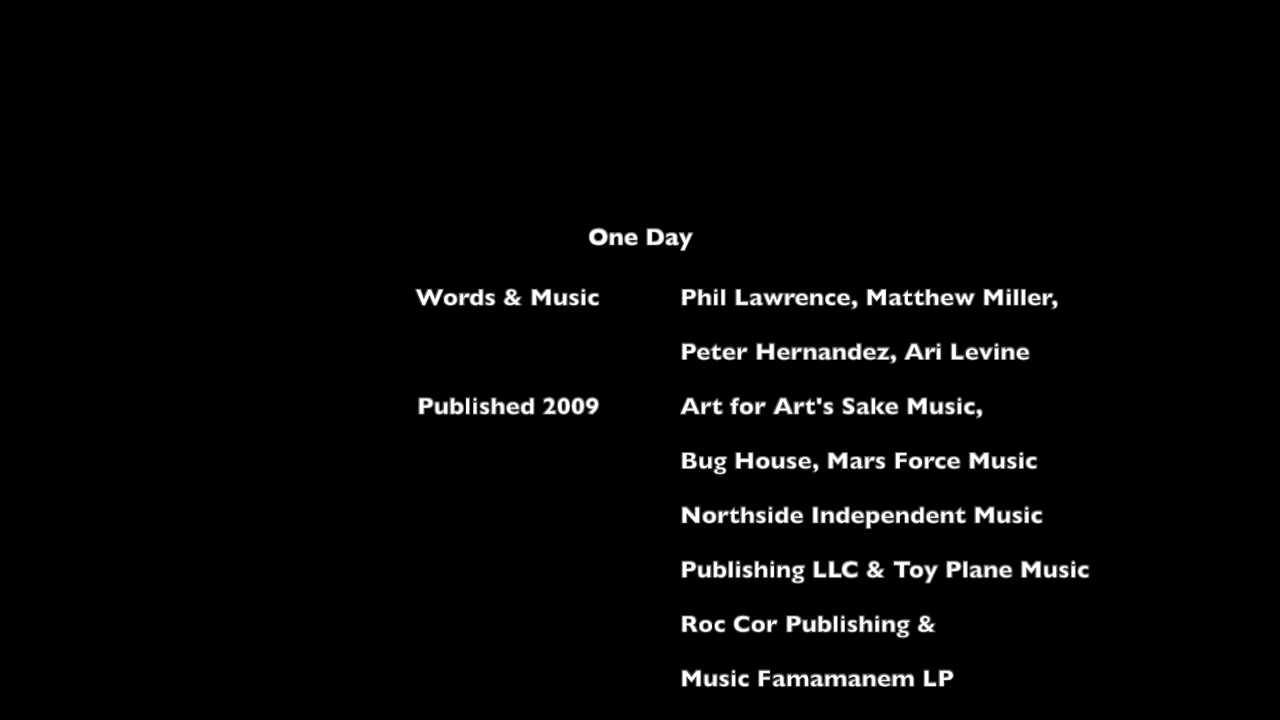 One Day
Words & Music Phil Lawrence, Matthew Miller,
Peter Hernandez, Ari Levine
Published 2009 Art for Art's Sake Music,
Bug House, Mars Force Music
Northside Independent Music
Publishing LLC & Toy Plane Music
Roc Cor Publishing &
Music Famamanem LP